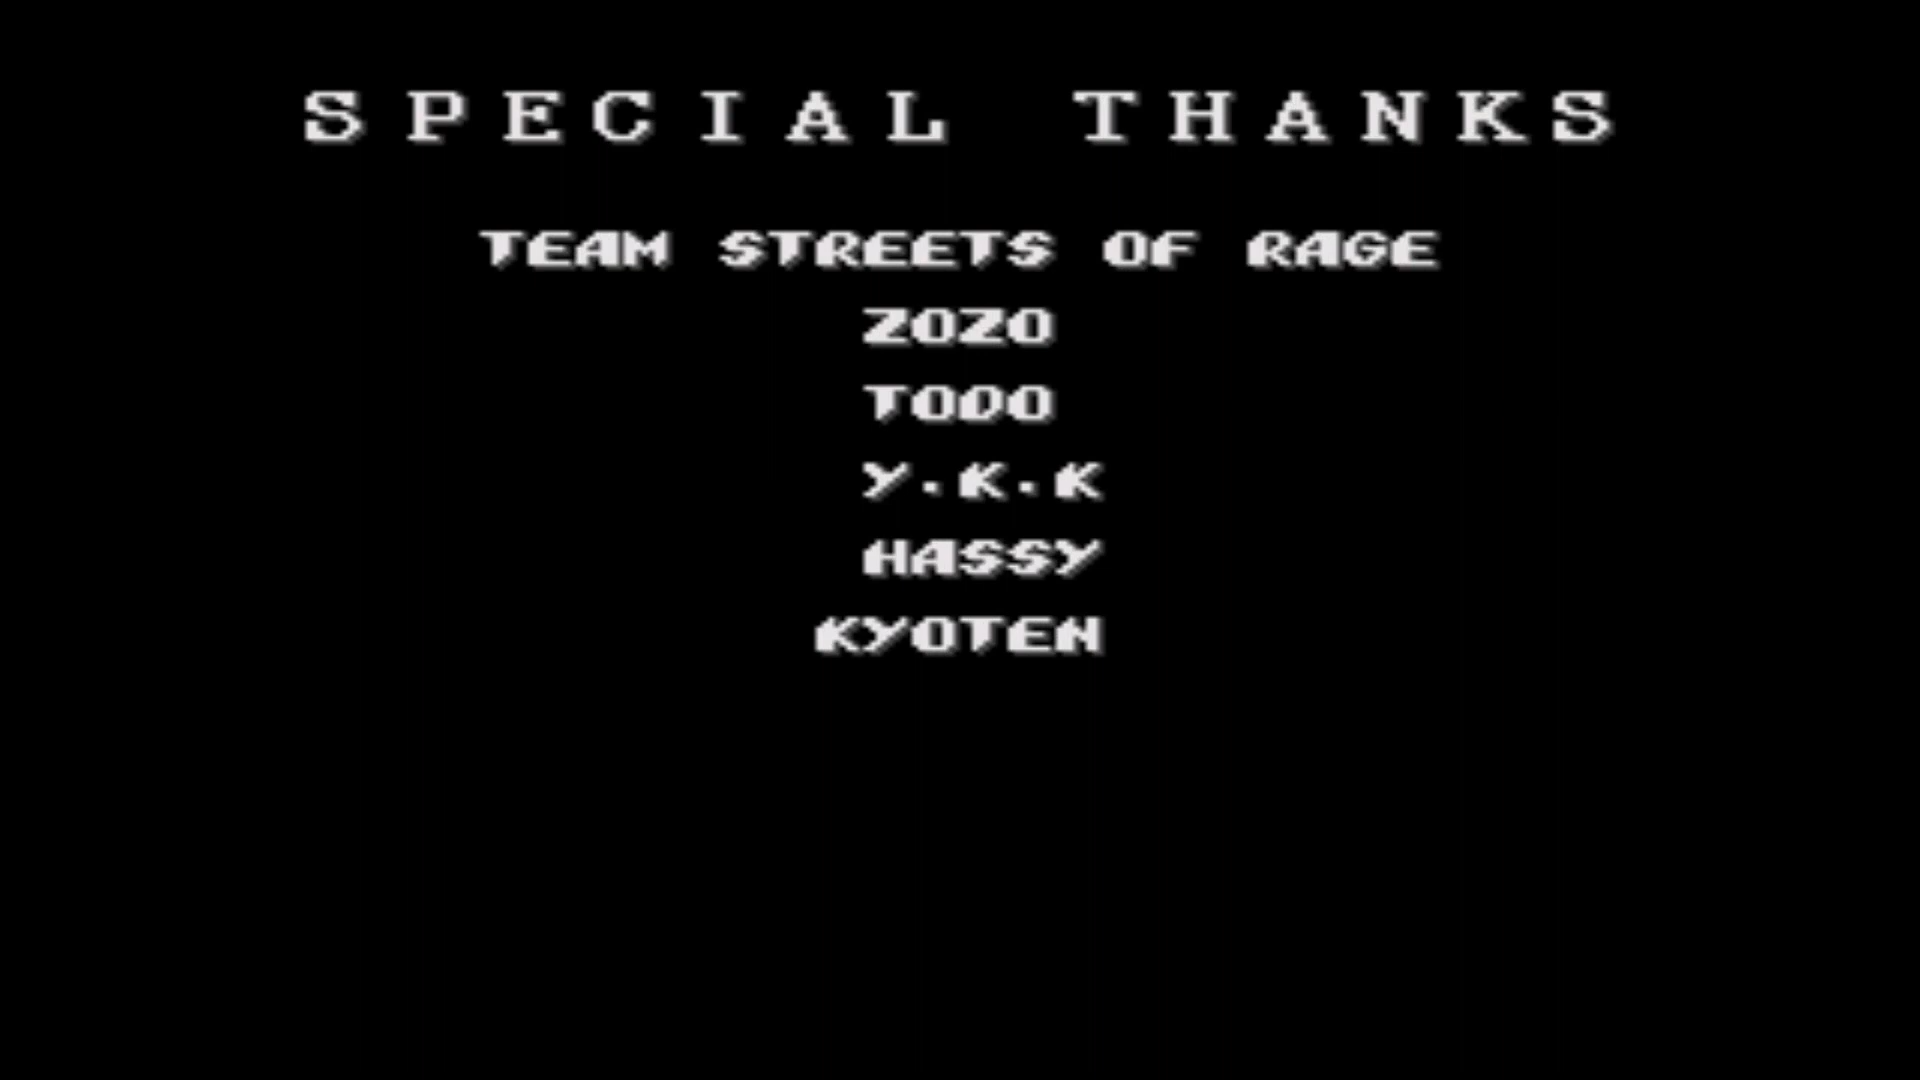 SPECIAL THANKS
TEAM STREETS OF RAGE
ZOZO
TODO
Y.K.K
HASSY
KYOTEN